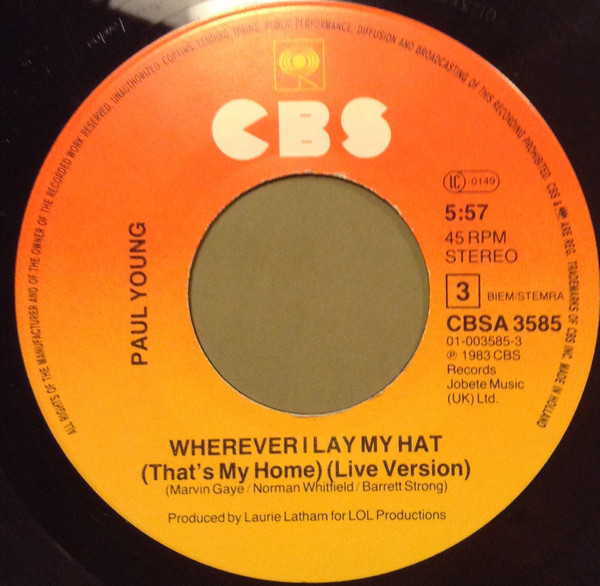 ALL RIGHTS OF THE MANUFACTURER AND OF THE OWNER OF THE RECORDED WORK RESERVED. UNAUTHORIZED COPYING, LENDING, HIRING, PUBLIC PERFORMANCE, DIFFUSION AND BROADCASTING OF THIS RECORDING PROHIBITED. CBS & ARE REG. TRADEMARKS OF CBS INC. MADE IN HOLLAND
CBS
PAUL YOUNG
IC 0149
5:57
45 RPM
STEREO
3 BIEM/STEMRA
CBSA 3585
01-003585-3
℗ 1983 CBS
Records
Jobete Music
(UK) Ltd.
WHEREVER I LAY MY HAT
(That's My Home) (Live Version)
(Marvin Gaye / Norman Whitfield / Barrett Strong)
Produced by Laurie Latham for LOL Productions